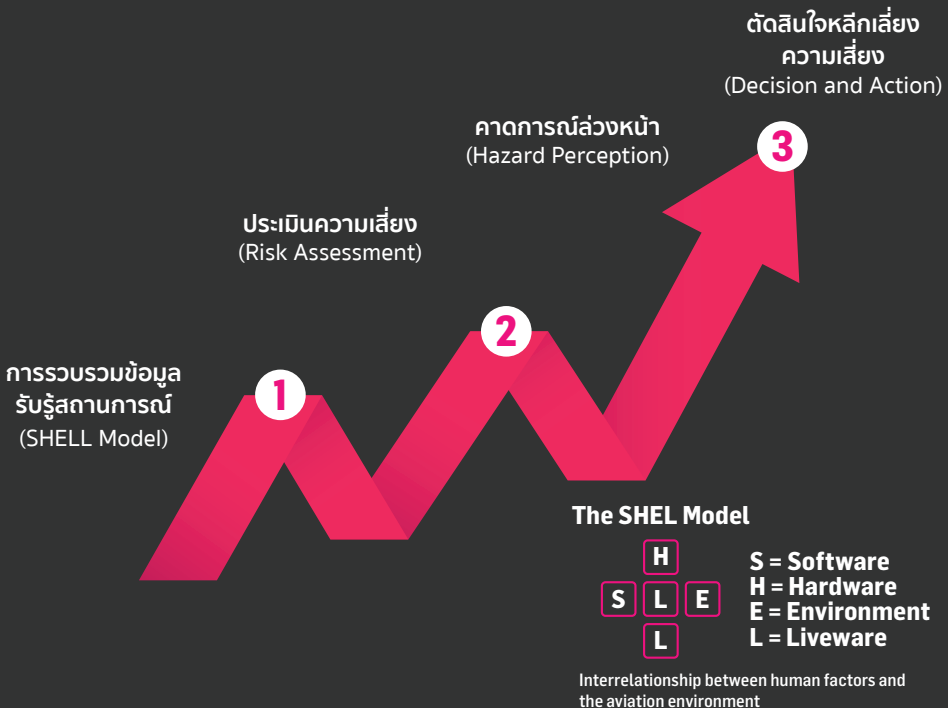 ตัดสินใจหลีกเลี่ยง
ความเสี่ยง
(Decision and Action)
3
คาดการณ์ล่วงหน้า
(Hazard Perception)
ประเมินความเสี่ยง
(Risk Assessment)
2
การรวบรวมข้อมูล
รับรู้สถานการณ์
(SHELL Model)
1
The SHEL Model
H
S L E
L
S = Software
H = Hardware
E = Environment
L = Liveware
Interrelationship between human factors and
the aviation environment